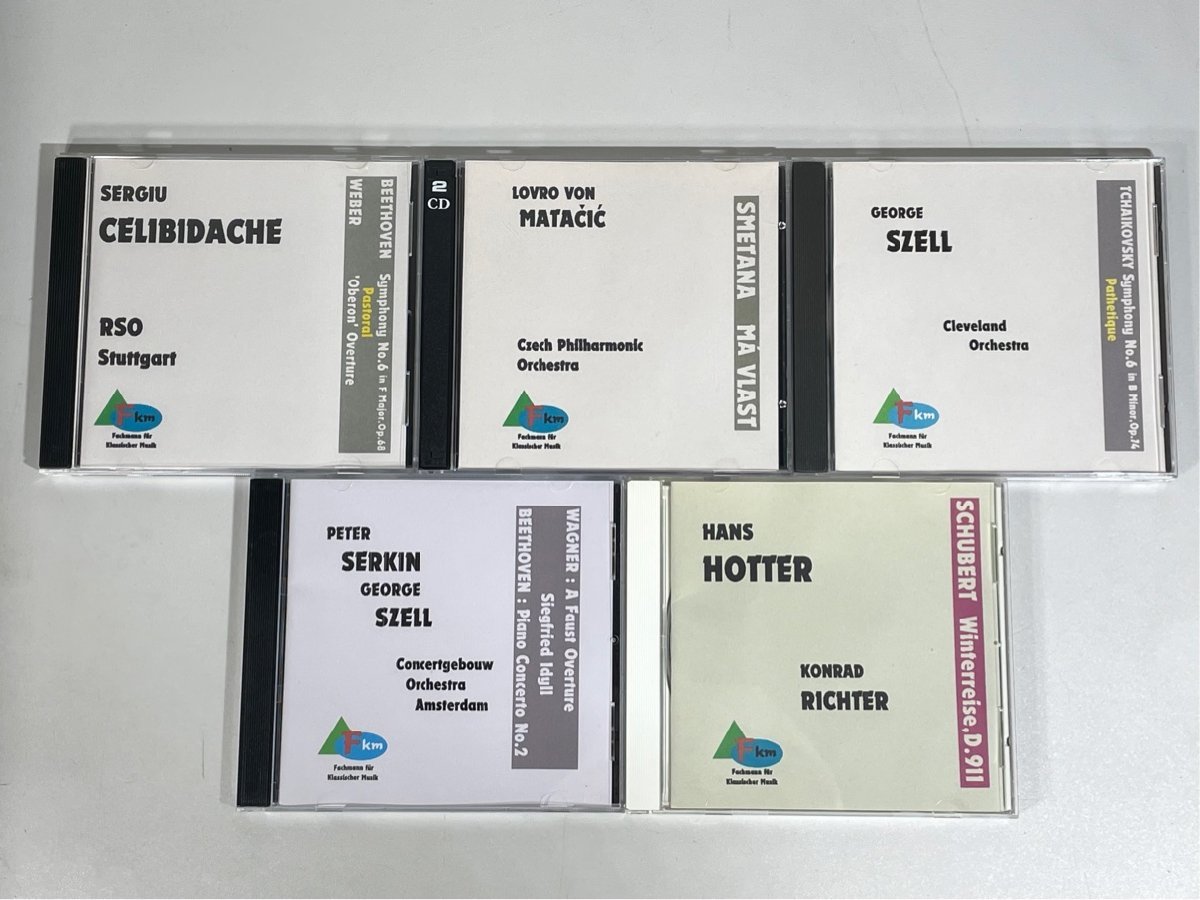 SERGIU
CELIBIDACHE
RSO
Stuttgart
Fkm
Fachmann für
Klassischer Musik
BEETHOVEN Symphony No.6 in F Major,Op.68
Pastoral
WEBER 'Oberon' Overture
2
CD
LOVRO VON
MATAČIĆ
Czech Philharmonic
Orchestra
Fkm
Fachmann für
Klassischer Musik
SMETANA MÁ VLAST
GEORGE
SZELL
Cleveland
Orchestra
Fkm
Fachmann für
Klassischer Musik
TCHAIKOVSKY Symphony No.6 in B Minor,Op.74
Pathetique
PETER
SERKIN
GEORGE
SZELL
Concertgebouw
Orchestra
Amsterdam
Fkm
Fachmann für
Klassischer Musik
WAGNER : A Faust Overture
Siegfried Idyll
BEETHOVEN : Piano Concerto No.2
HANS
HOTTER
KONRAD
RICHTER
Fkm
Fachmann für
Klassischer Musik
SCHUBERT Winterreise,D.911